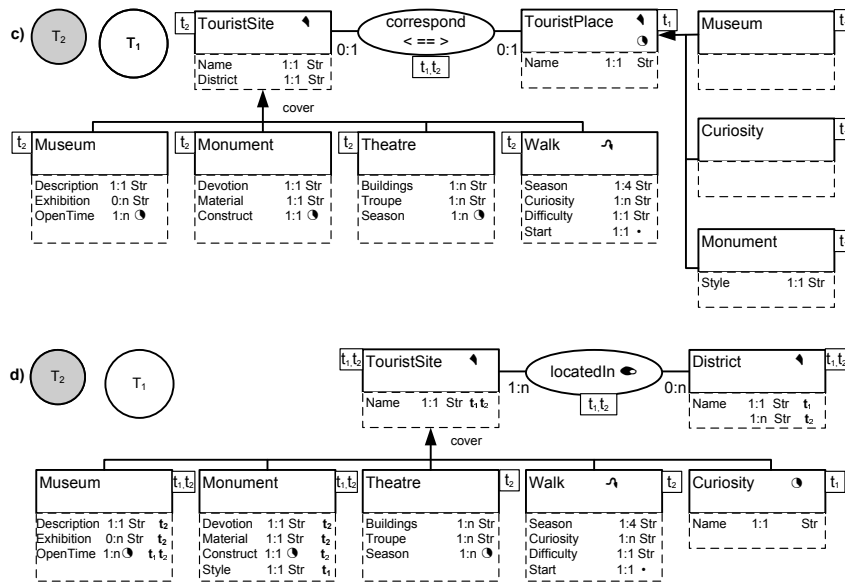 c)
T2
T1
t2
TouristSite
Name 1:1 Str
District 1:1 Str
0:1
correspond
< == >
t1,t2
0:1
TouristPlace
t1
Name 1:1 Str
Museum
cover
Curiosity
Monument
Style 1:1 Str
t2
Museum
Description 1:1 Str
Exhibition 0:n Str
OpenTime 1:n
t2
Monument
Devotion 1:1 Str
Material 1:1 Str
Construct 1:1
t2
Theatre
Buildings 1:n Str
Troupe 1:n Str
Season 1:n
t2
Walk
Season 1:4 Str
Curiosity 1:n Str
Difficulty 1:1 Str
Start 1:1 •
d)
T2
T1
t1,t2
TouristSite
Name 1:1 Str t1 t2
1:n
locatedIn
t1,t2
0:n
District
t1,t2
Name 1:1 Str t1
1:n Str t2
cover
Museum
t1,t2
Description 1:1 Str t2
Exhibition 0:n Str t2
OpenTime 1:n t1 t2
Monument
t1,t2
Devotion 1:1 Str t2
Material 1:1 Str t2
Construct 1:1 t2
Style 1:1 Str t1
Theatre
t2
Buildings 1:n Str
Troupe 1:n Str
Season 1:n
Walk
t2
Season 1:4 Str
Curiosity 1:n Str
Difficulty 1:1 Str
Start 1:1 •
Curiosity
t1,t2
Name 1:1 Str